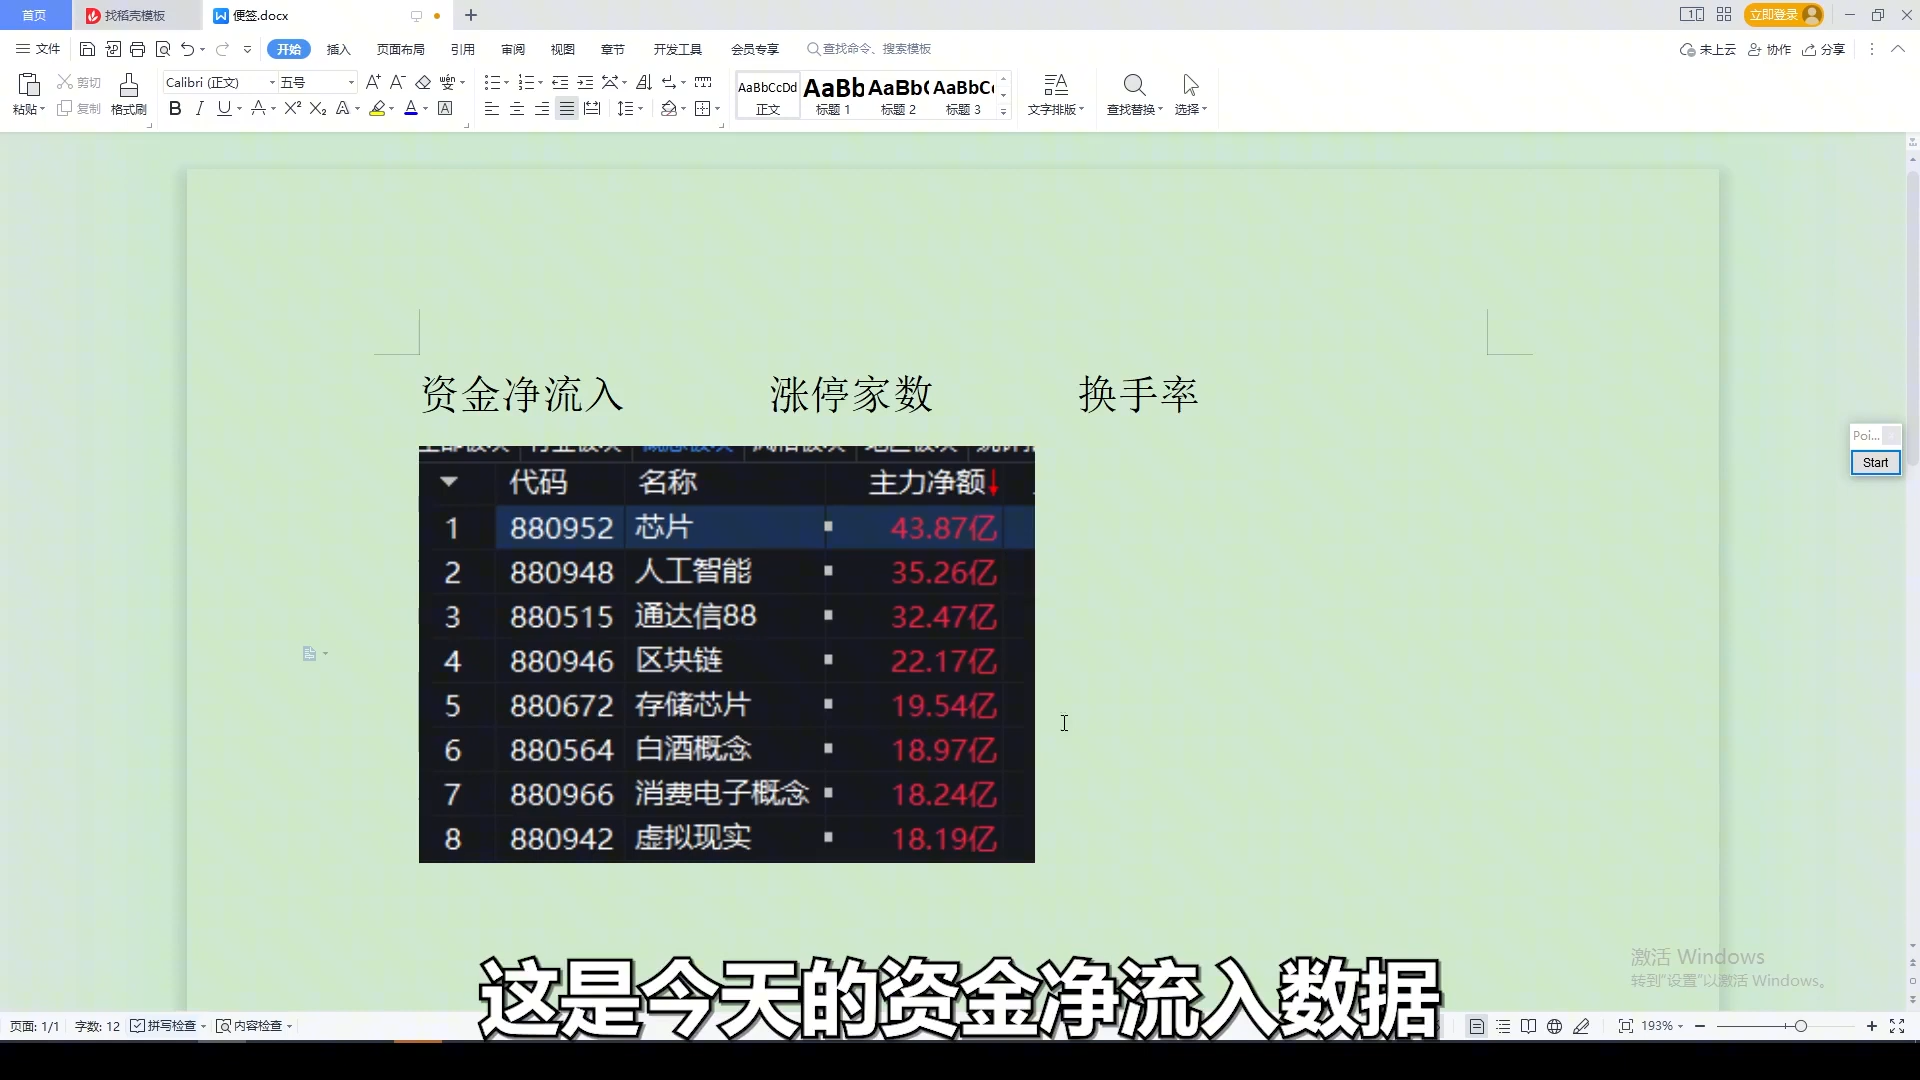 首页 找稻壳模板 便签.docx 立即登录
文件 开始 插入 页面布局 引用 审阅 视图 章节 开发工具 会员专享 查找命令、搜索模板 未上云 协作 分享
粘贴 剪切 复制 格式刷 Calibri (正文) 五号
AaBbCcDd AaBb AaBb( AaBbC
正文 标题 1 标题 2 标题 3 文字排版 查找替换 选择
资金净流入 涨停家数 换手率
代码 名称 主力净额↓
1 880952 芯片 43.87亿
2 880948 人工智能 35.26亿
3 880515 通达信88 32.47亿
4 880946 区块链 22.17亿
5 880672 存储芯片 19.54亿
6 880564 白酒概念 18.97亿
7 880966 消费电子概念 18.24亿
8 880942 虚拟现实 18.19亿
Poi...
Start
激活 Windows
转到“设置”以激活 Windows。
这是今天的资金净流入数据
页面: 1/1 字数: 12 拼写检查 内容检查 193%